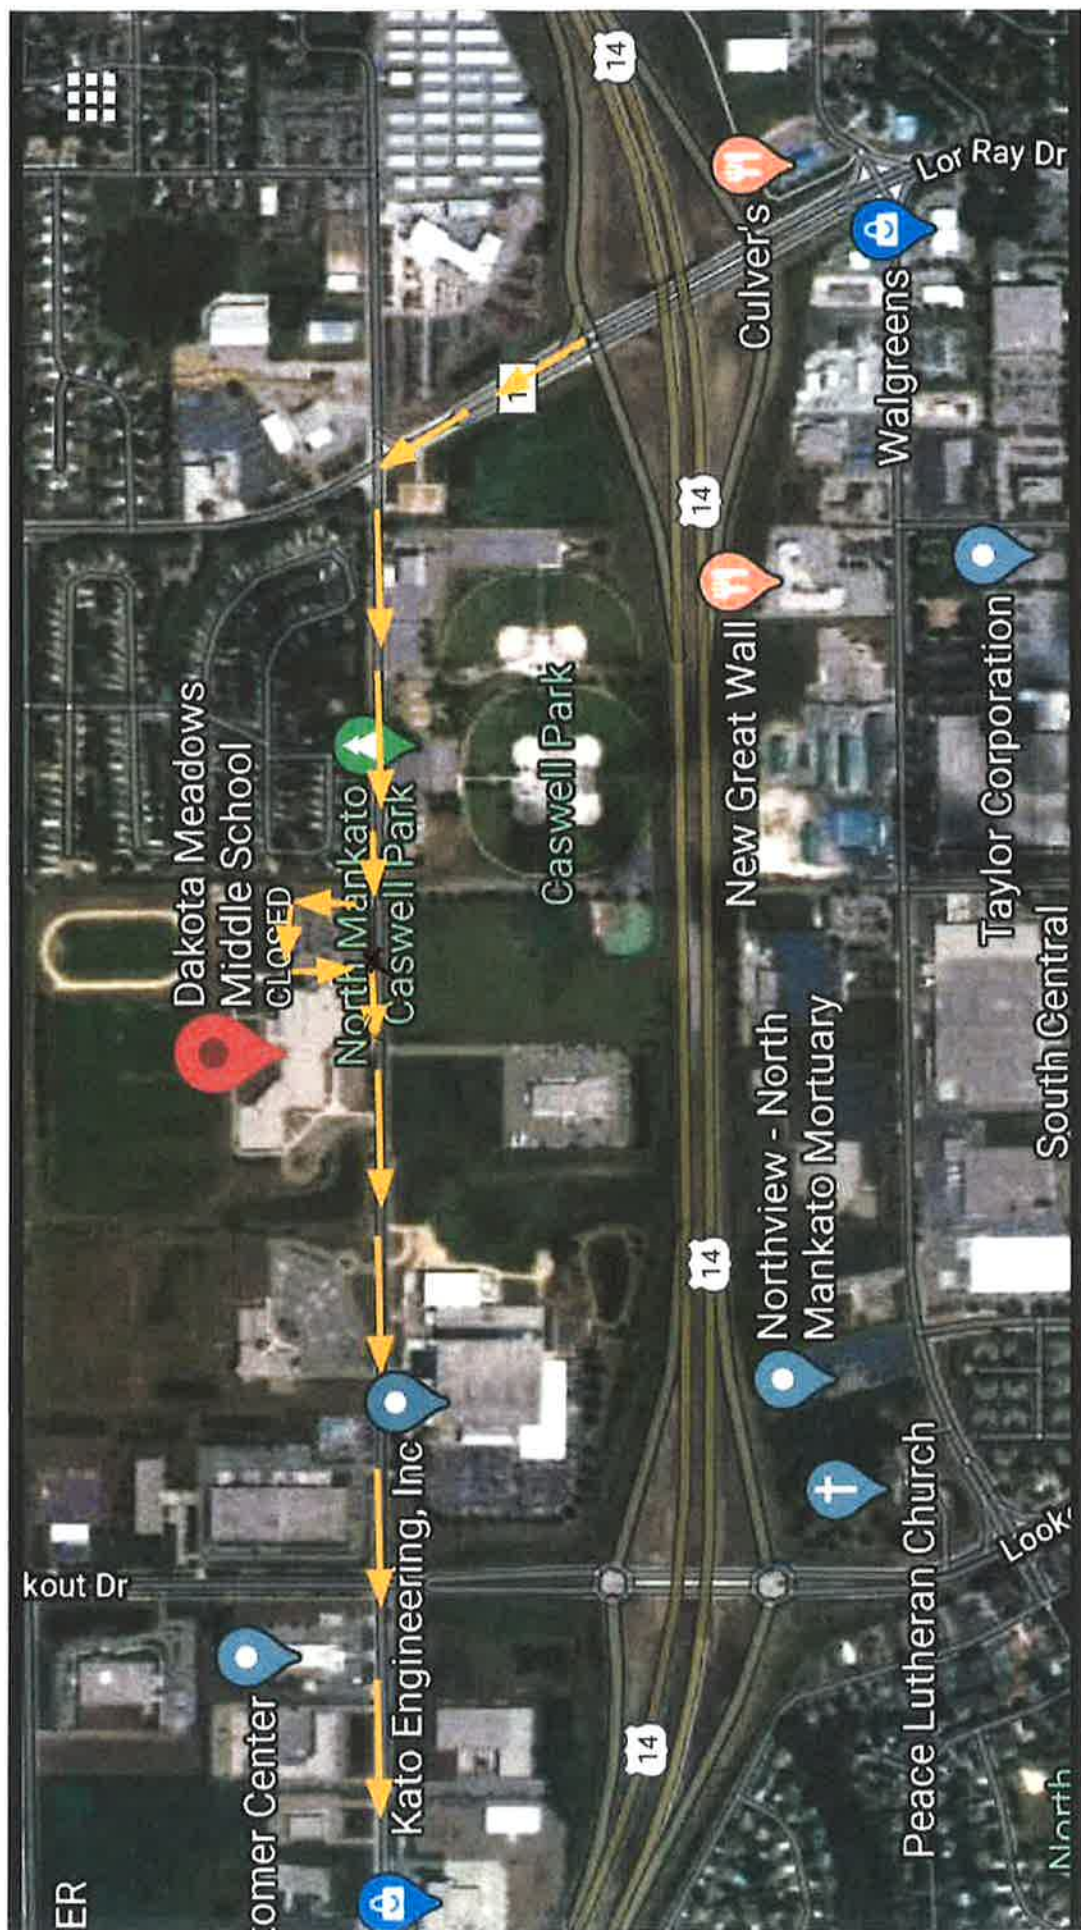 14
Lor Ray Dr
Culver's
Walgreens
14
New Great Wall
Taylor Corporation
Dakota Meadows
Middle School
CLOSED
North Mankato
Caswell Park
Caswell Park
Northview - North
Mankato Mortuary
South Central
14
kout Dr
Kato Engineering, Inc
Peace Lutheran Church
Look
14
tomer Center
North
ER